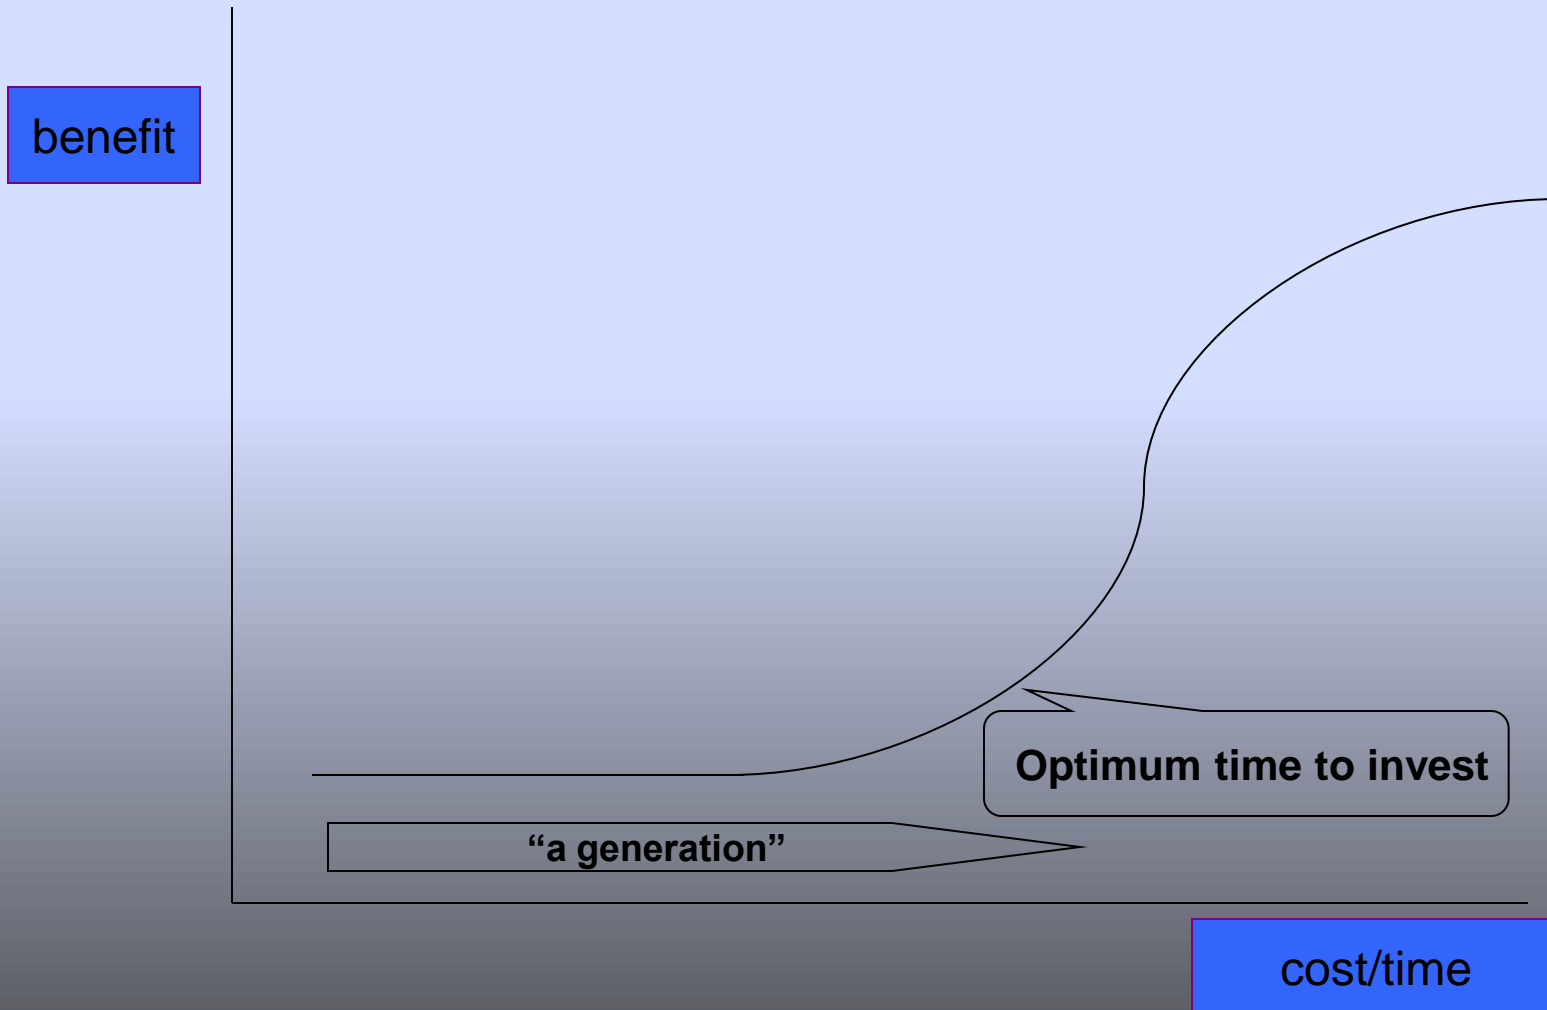 benefit
Optimum time to invest
“a generation”
cost/time